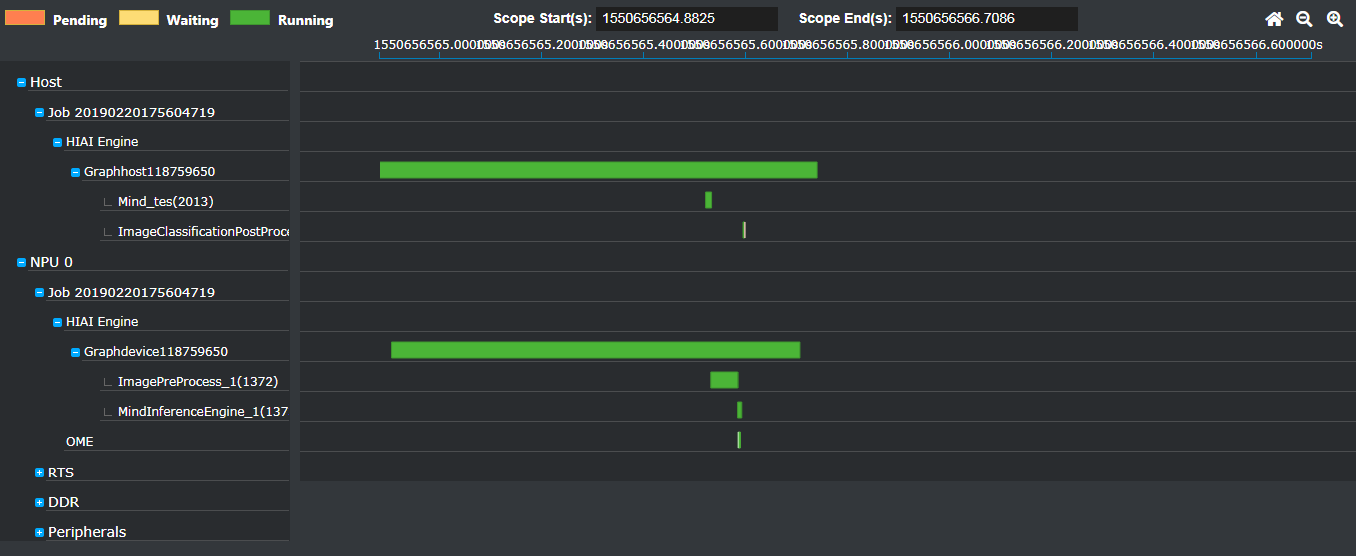 Pending Waiting Running Scope Start(s): 1550656564.8825 Scope End(s): 1550656566.7086
1550656565.000000s 1550656565.200000s 1550656565.400000s 1550656565.600000s 1550656565.800000s 1550656566.000000s 1550656566.200000s 1550656566.400000s 1550656566.600000s
Host
Job 20190220175604719
HIAI Engine
Graphhost118759650
Mind_tes(2013)
ImageClassificationPostProce
NPU 0
Job 20190220175604719
HIAI Engine
Graphdevice118759650
ImagePreProcess_1(1372)
MindInferenceEngine_1(137
OME
RTS
DDR
Peripherals